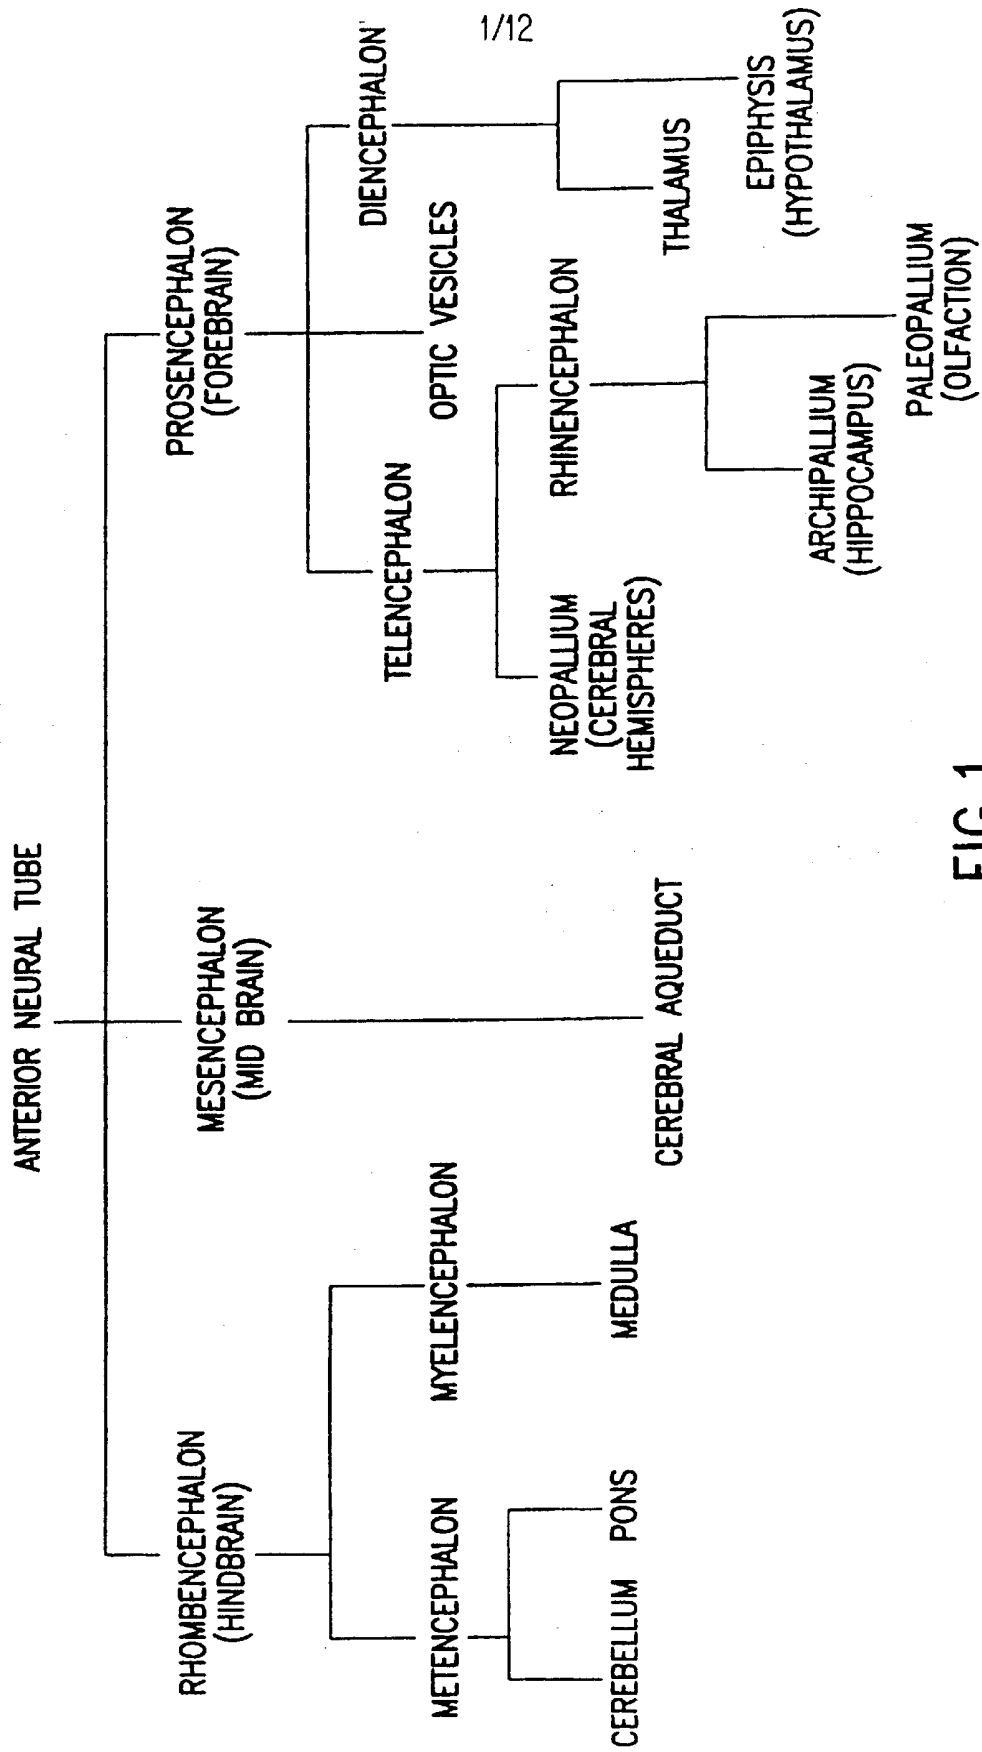 1/12
ANTERIOR NEURAL TUBE
RHOMBENCEPHALON
(HINDBRAIN)
MESENCEPHALON
(MID BRAIN)
PROSENCEPHALON
(FOREBRAIN)
METENCEPHALON
MYELENCEPHALON
TELENCEPHALON
OPTIC VESICLES
DIENCEPHALON
CEREBELLUM
PONS
MEDULLA
CEREBRAL AQUEDUCT
NEOPALLIUM
(CEREBRAL
HEMISPHERES)
RHINENCEPHALON
THALAMUS
EPIPHYSIS
(HYPOTHALAMUS)
ARCHIPALLIUM
(HIPPOCAMPUS)
PALEOPALLIUM
(OLFACTION)
FIG 1